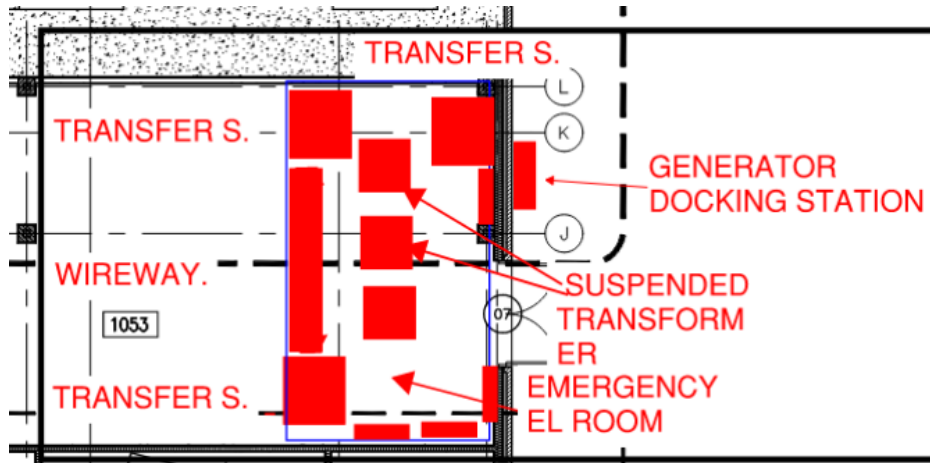 TRANSFER S.
L
TRANSFER S.
K
GENERATOR
DOCKING STATION
J
WIREWAY.
SUSPENDED
TRANSFORM
ER
1053
07
EMERGENCY
EL ROOM
TRANSFER S.